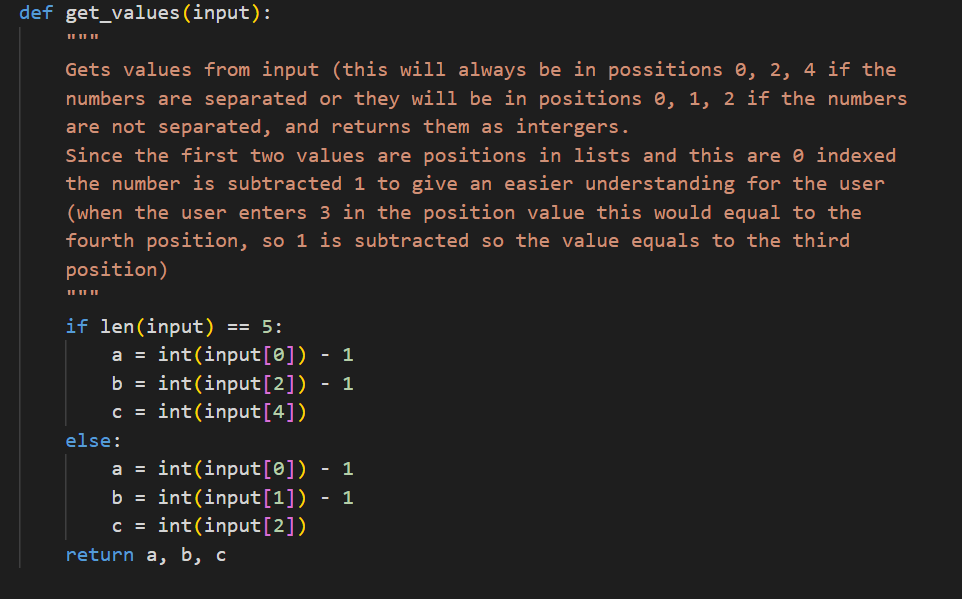 def get_values(input):
    """
    Gets values from input (this will always be in possitions 0, 2, 4 if the
    numbers are separated or they will be in positions 0, 1, 2 if the numbers
    are not separated, and returns them as intergers.
    Since the first two values are positions in lists and this are 0 indexed
    the number is subtracted 1 to give an easier understanding for the user
    (when the user enters 3 in the position value this would equal to the
    fourth position, so 1 is subtracted so the value equals to the third
    position)
    """
    if len(input) == 5:
        a = int(input[0]) - 1
        b = int(input[2]) - 1
        c = int(input[4])
    else:
        a = int(input[0]) - 1
        b = int(input[1]) - 1
        c = int(input[2])
    return a, b, c